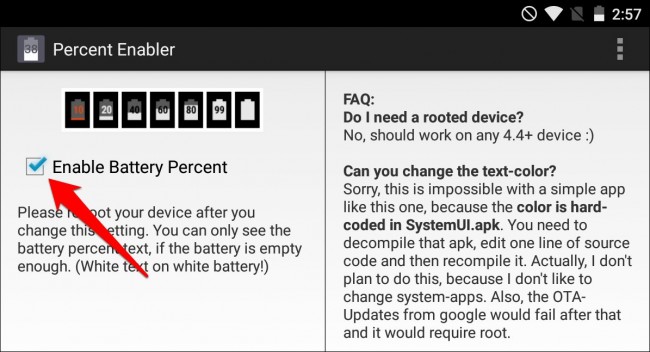 2:57
38 Percent Enabler
10 20 40 60 80 99
Enable Battery Percent
Please reboot your device after you
change this setting. You can only see the
battery percent text, if the battery is empty
enough. (White text on white battery!)
FAQ:
Do I need a rooted device?
No, should work on any 4.4+ device :)
Can you change the text-color?
Sorry, this is impossible with a simple app
like this one, because the color is hard-
coded in SystemUI.apk. You need to
decompile that apk, edit one line of source
code and then recompile it. Actually, I don't
plan to do this, because I don't like to
change system-apps. Also, the OTA-
Updates from google would fail after that
and it would require root.